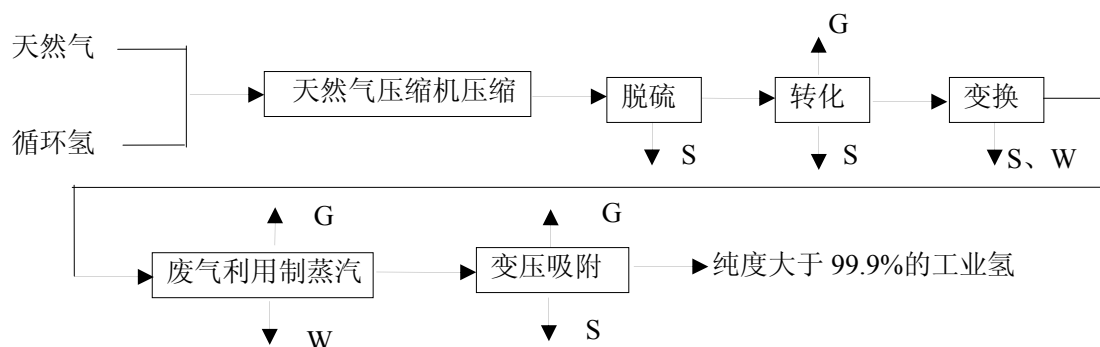 天然气
循环氢
天然气压缩机压缩
脱硫
S
G
转化
S
变换
S、W
G
废气利用制蒸汽
W
G
变压吸附
S
纯度大于 99.9%的工业氢